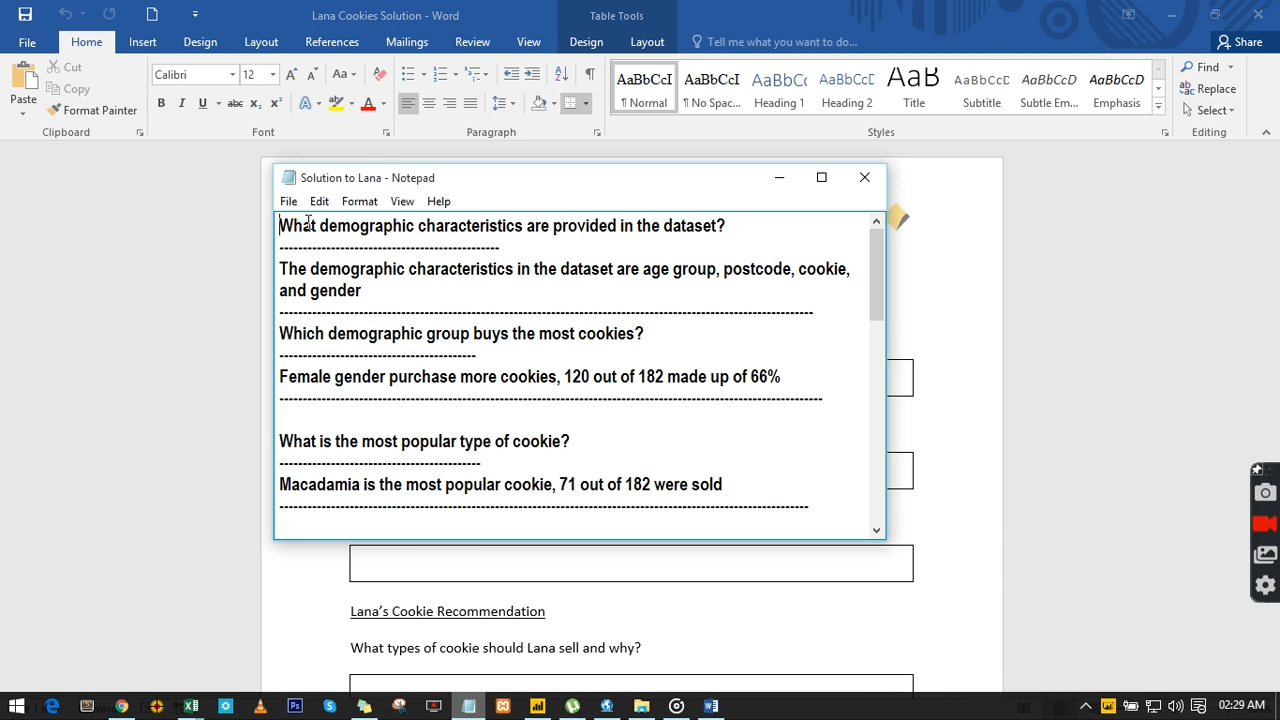 Lana Cookies Solution - Word
Table Tools
File
Home
Insert
Design
Layout
References
Mailings
Review
View
Design
Layout
Tell me what you want to do...
Share
Paste
Cut
Copy
Format Painter
Clipboard
Calibri
12
Font
Paragraph
AaBbCcI
¶ Normal
AaBbCcI
¶ No Spac...
AaBbCc
Heading
AaBbCcI
Heading 2
AaB
Title
AaBbCcD
Subtitle
AaBbCcD
Subtle Em...
AaBbCcD
Emphasis
Styles
Find
Replace
Select
Editing
Solution to Lana - Notepad
File Edit Format View Help
What demographic characteristics are provided in the dataset?
-----------------------------------------------
The demographic characteristics in the dataset are age group, postcode, cookie,
and gender
------------------------------------------------------------------------------------------------------------------
Which demographic group buys the most cookies?
------------------------------------------
Female gender purchase more cookies, 120 out of 182 made up of 66%
--------------------------------------------------------------------------------------------------------------------
What is the most popular type of cookie?
-------------------------------------------
Macadamia is the most popular cookie, 71 out of 182 were sold
-----------------------------------------------------------------------------------------------------------------
Lana's Cookie Recommendation
What types of cookie should Lana sell and why?
02:29 AM